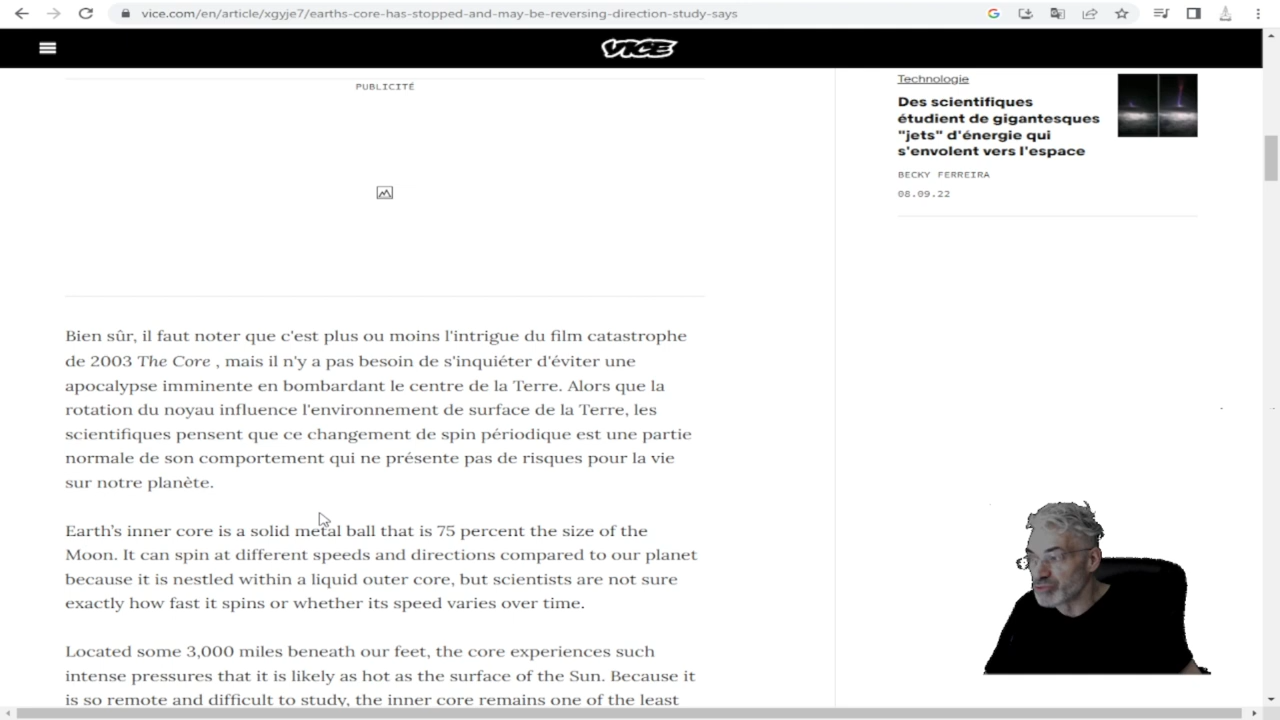 vice.com/en/article/xgyje7/earths-core-has-stopped-and-may-be-reversing-direction-study-says
VICE
PUBLICITÉ
Bien sûr, il faut noter que c'est plus ou moins l'intrigue du film catastrophe
de 2003 The Core , mais il n'y a pas besoin de s'inquiéter d'éviter une
apocalypse imminente en bombardant le centre de la Terre. Alors que la
rotation du noyau influence l'environnement de surface de la Terre, les
scientifiques pensent que ce changement de spin périodique est une partie
normale de son comportement qui ne présente pas de risques pour la vie
sur notre planète.
Earth's inner core is a solid metal ball that is 75 percent the size of the
Moon. It can spin at different speeds and directions compared to our planet
because it is nestled within a liquid outer core, but scientists are not sure
exactly how fast it spins or whether its speed varies over time.
Located some 3,000 miles beneath our feet, the core experiences such
intense pressures that it is likely as hot as the surface of the Sun. Because it
is so remote and difficult to study, the inner core remains one of the least
Technologie
Des scientifiques
étudient de gigantesques
"jets" d'énergie qui
s'envolent vers l'espace
BECKY FERREIRA
08.09.22